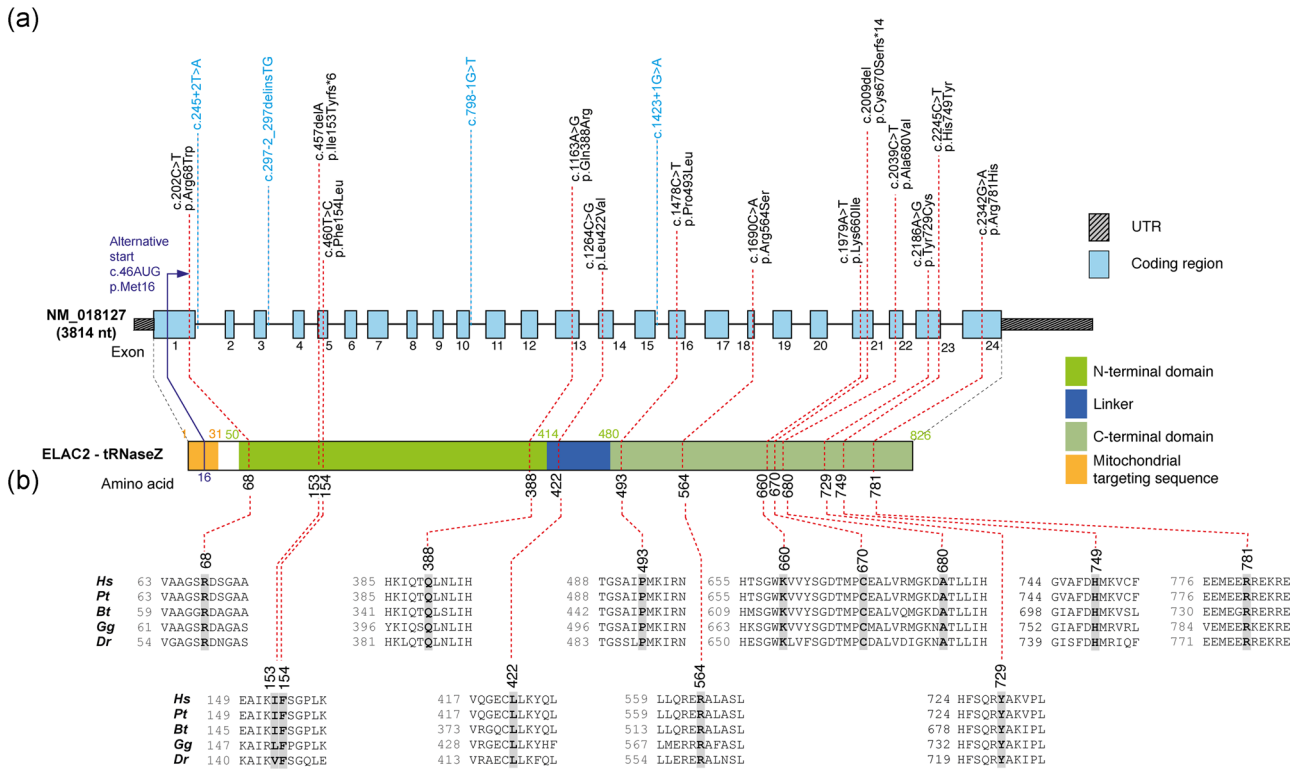 (a)
c.202C>T
p.Arg68Trp
c.245+2T>A
c.297-2_297delinsTG
c.457delA
p.Ile153Tyrfs*6
c.460T>C
p.Phe154Leu
c.798-1G>T
c.1163A>G
p.Gln388Arg
c.1264C>G
p.Leu422Val
c.1423+1G>A
c.1478C>T
p.Pro493Leu
c.1690C>A
p.Arg564Ser
c.1979A>T
p.Lys660Ile
c.2009del
p.Cys670Serfs*14
c.2039C>T
p.Ala680Val
c.2186A>G
p.Tyr729Cys
c.2245C>T
p.His749Tyr
c.2342G>A
p.Arg781His
Alternative
start
c.46AUG
p.Met16
UTR
Coding region
NM_018127
(3814 nt)
Exon
1 2 3 4 5 6 7 8 9 10 11 12 13 14 15 16 17 18 19 20 21 22 23 24
N-terminal domain
Linker
C-terminal domain
Mitochondrial
targeting sequence
1 31 50 414 480 826
ELAC2 - tRNaseZ
Amino acid
16
68 153 154 388 422 493 564 660 670 680 729 749 781
(b)
68 388 493 660 670 680 749 781
Hs 63 VAAGSRDSGAA 385 HKIQTQLNLIH 488 TGSAIPMKIRN 655 HTSGWKVVYSGDTMPCEALVRMGKDATLLIH 744 GVAFDHMKVCF 776 EEMEERREKRE
Pt 63 VAAGSRDSGAA 385 HKIQTQLNLIH 488 TGSAIPMKIRN 655 HTSGWKVVYSGDTMPCEALVRMGKDATLLIH 744 GVAFDHMKVCF 776 EEMEERREKRE
Bt 59 VAAGGRDAGAA 341 HKIQTQLNLIH 442 TGSAIPMKIRN 609 HMSGWKVVYSGDTMPCEALVQMGKDATLLIH 698 GIAFDHMKVSL 730 EEMEGRRERRE
Gg 61 VAAGSRDAGAS 396 YKIQSQLNLIH 496 TGSAIPMKIRN 663 HKSGWKVVYSGDTMPCMALVRMGKNATLLIH 752 GIAFDHMRVRL 784 VEMEERREKRE
Dr 54 VGAGSRDNGAS 381 HKLQTQLNLIH 483 TGSSLPMKIRN 650 HESGWKLVFSGDTMPCDALVDIGKNATLLIH 739 GISFDHMRIQF 771 EEMEERREKRE
153 154 422 564 729
Hs 149 EAIKIFSGPLK 417 VQGECLLKYQL 559 LLQRERALASL 724 HFSQRYAKVPL
Pt 149 EAIKIFSGPLK 417 VQGECLLKYQL 559 LLQRERALASL 724 HFSQRYAKVPL
Bt 145 EAIKIFSGPLK 373 VRGQCLLKYQL 513 LLQRERALASL 678 HFSQRYAKIPL
Gg 147 KAIRLFPGPLK 428 VRGECLLKYHF 567 LMERRRAFASL 732 HFSQRYAKIPL
Dr 140 KAIKVFSGQLE 413 VRAECLLKYQL 554 LLERERALASL 719 HFSQRYAKIPL